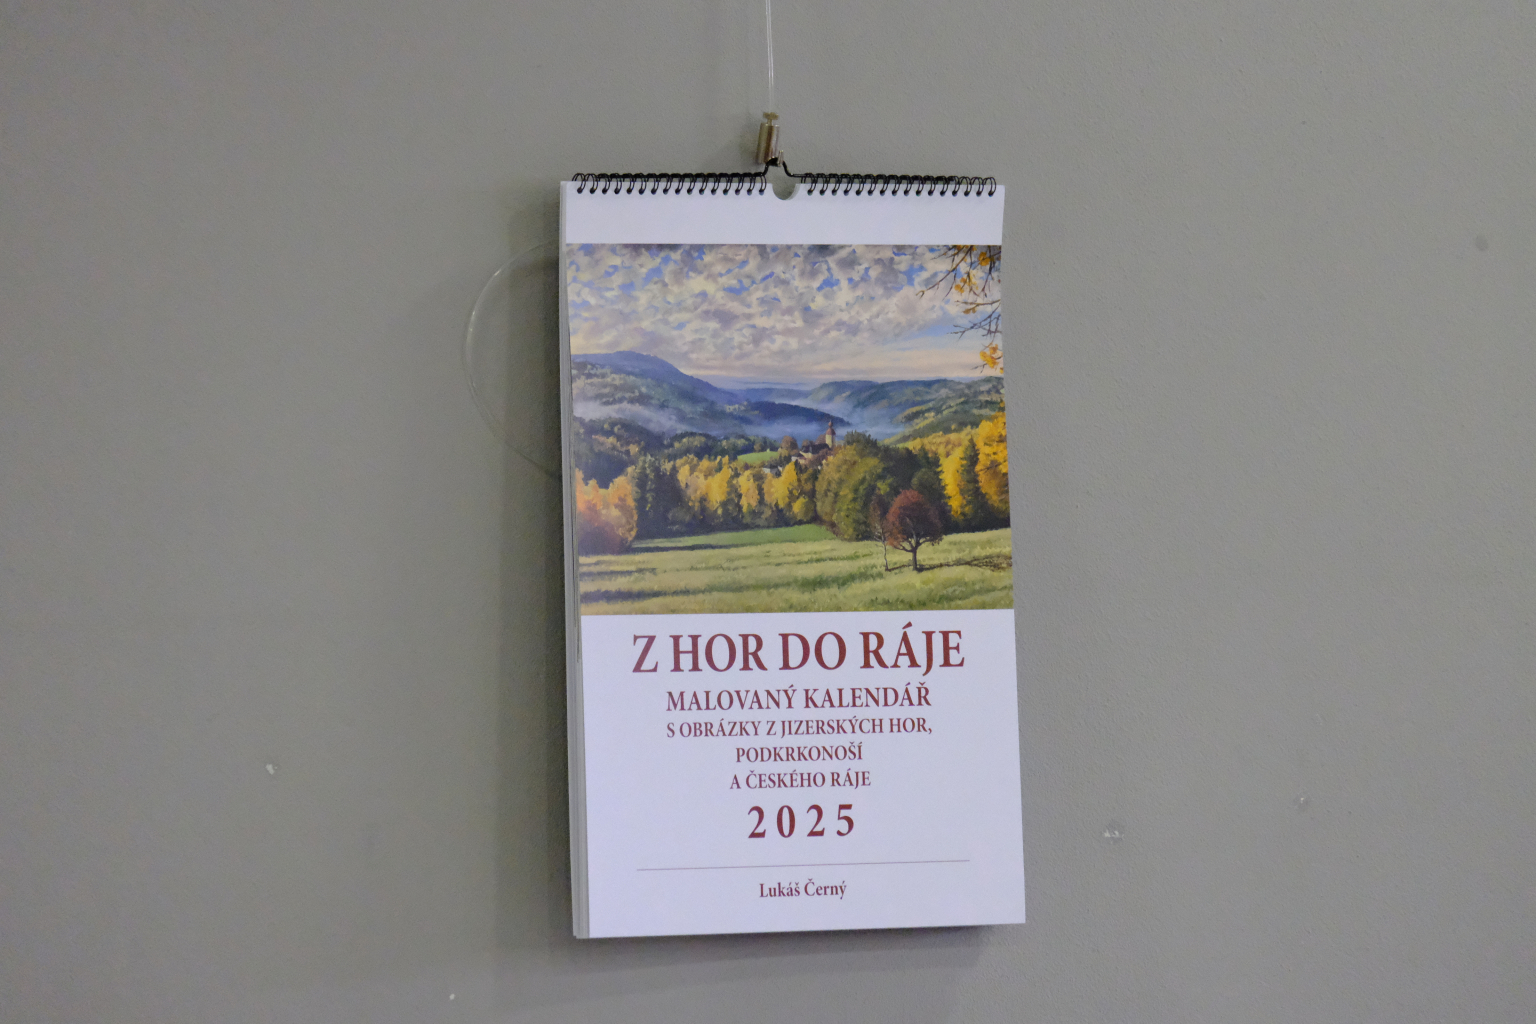 Z HOR DO RÁJE
MALOVANÝ KALENDÁŘ
S OBRÁZKY Z JIZERSKÝCH HOR,
PODKRKONOŠÍ
A ČESKÉHO RÁJE
2025
Lukáš Černý